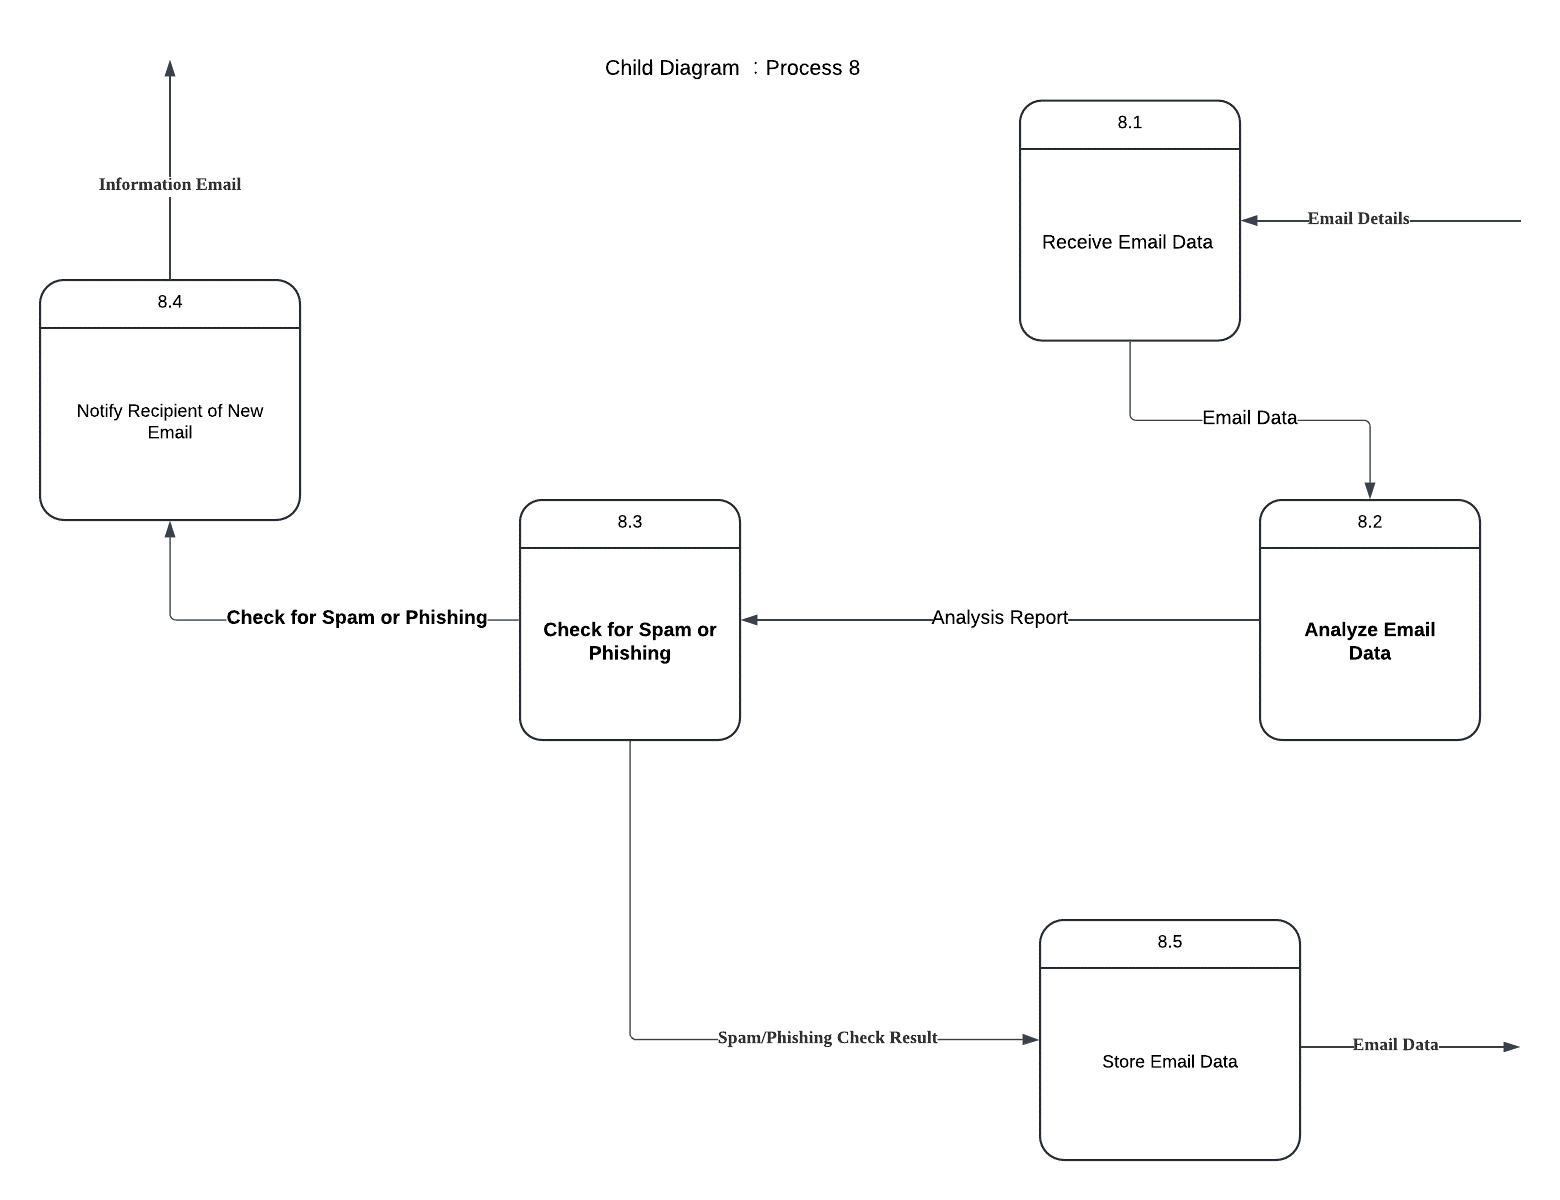 Child Diagram : Process 8
8.1
Receive Email Data
Email Details
Information Email
8.4
Notify Recipient of New
Email
Email Data
8.3
Check for Spam or
Phishing
8.2
Analyze Email
Data
Check for Spam or Phishing
Analysis Report
8.5
Store Email Data
Spam/Phishing Check Result
Email Data